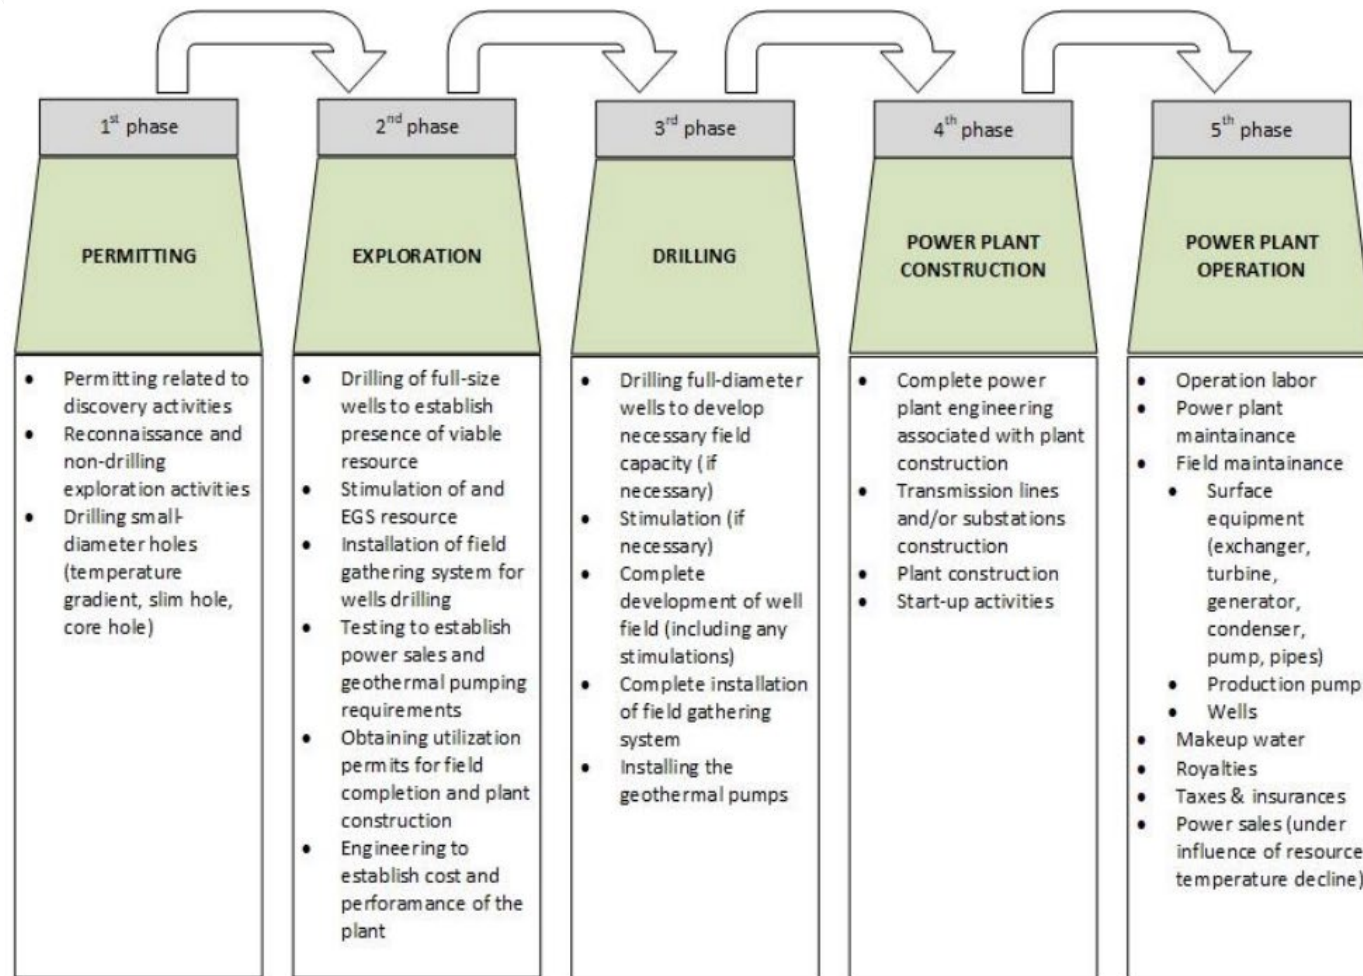 1st phase
PERMITTING
• Permitting related to
discovery activities
• Reconnaissance and
non-drilling
exploration activities
• Drilling small-
diameter holes
(temperature
gradient, slim hole,
core hole)
2nd phase
EXPLORATION
• Drilling of full-size
wells to establish
presence of viable
resource
• Stimulation of and
EGS resource
• Installation of field
gathering system for
wells drilling
• Testing to establish
power sales and
geothermal pumping
requirements
• Obtaining utilization
permits for field
completion and plant
construction
• Engineering to
establish cost and
perforamance of the
plant
3rd phase
DRILLING
• Drilling full-diameter
wells to develop
necessary field
capacity (if
necessary)
• Stimulation (if
necessary)
• Complete
development of well
field (including any
stimulations)
• Complete installation
of field gathering
system
• Installing the
geothermal pumps
4th phase
POWER PLANT
CONSTRUCTION
• Complete power
plant engineering
associated with plant
construction
• Transmission lines
and/or substations
construction
• Plant construction
• Start-up activities
5th phase
POWER PLANT
OPERATION
• Operation labor
• Power plant
maintainance
• Field maintainance
• Surface
equipment
(exchanger,
turbine,
generator,
condenser,
pump, pipes)
• Production pump
• Wells
• Makeup water
• Royalties
• Taxes & insurances
• Power sales (under
influence of resource
temperature decline)